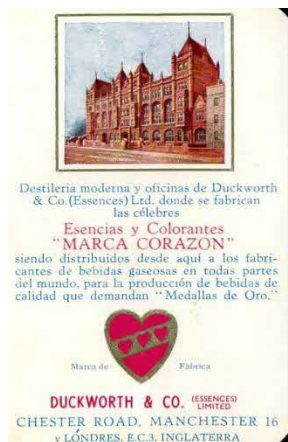 Destileria moderna y oficinas de Duckworth
& Co. (Essences) Ltd. donde se fabrican
las célebres
Esencias y Colorantes
"MARCA CORAZON"
siendo distribuidos desde aquí a los fabri-
cantes de bebidas gaseosas en todas partes
del mundo, para la producción de bebidas de
calidad que demandan "Medallas de Oro."
Marca de Fábrica
DUCKWORTH & CO. (ESSENCES) LIMITED
CHESTER ROAD, MANCHESTER 16
y LÓNDRES, E.C.3, INGLATERRA